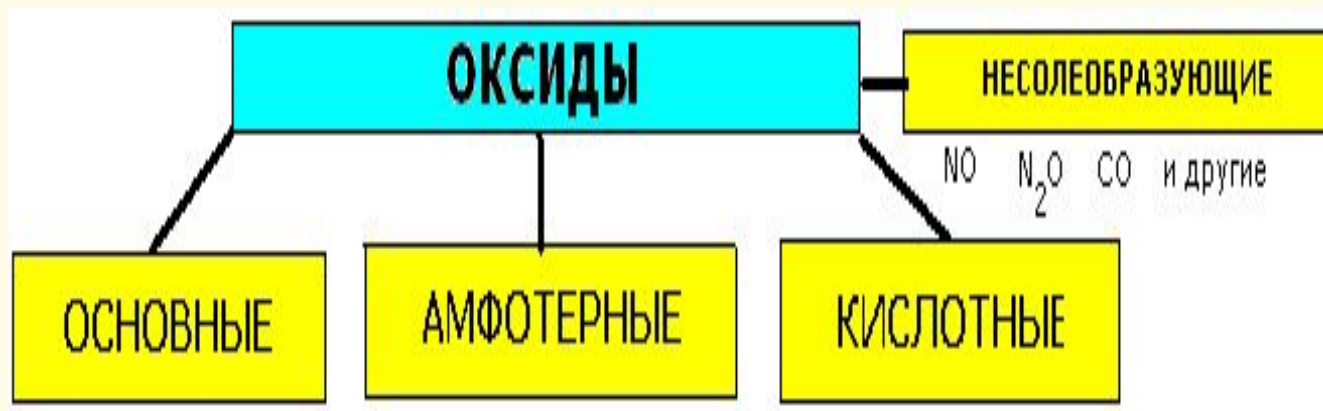 ОКСИДЫ
НЕСОЛЕОБРАЗУЮЩИЕ
NO N2O CO и другие
ОСНОВНЫЕ
АМФОТЕРНЫЕ
КИСЛОТНЫЕ